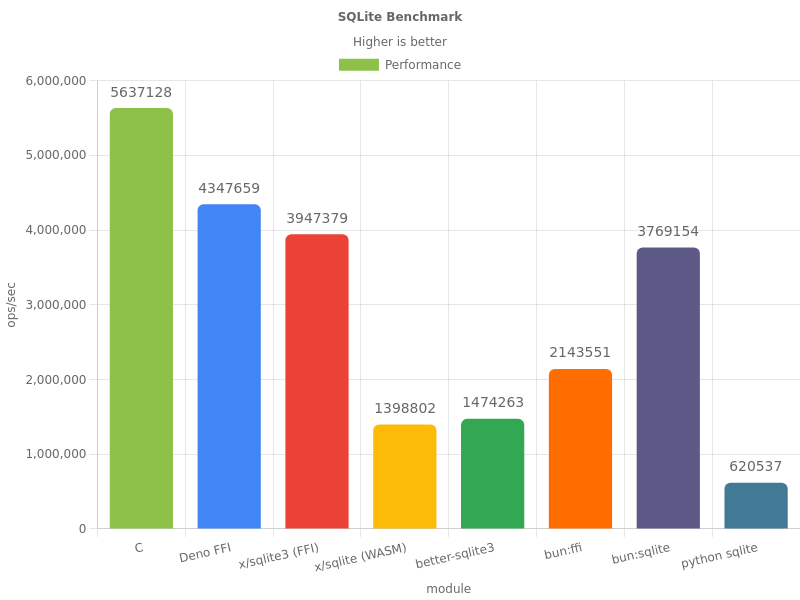 SQLite Benchmark
Higher is better
Performance
6,000,000
5,000,000
4,000,000
3,000,000
2,000,000
1,000,000
0
ops/sec
5637128
4347659
3947379
1398802
1474263
2143551
3769154
620537
C
Deno FFI
x/sqlite3 (FFI)
x/sqlite (WASM)
better-sqlite3
bun:ffi
bun:sqlite
python sqlite
module